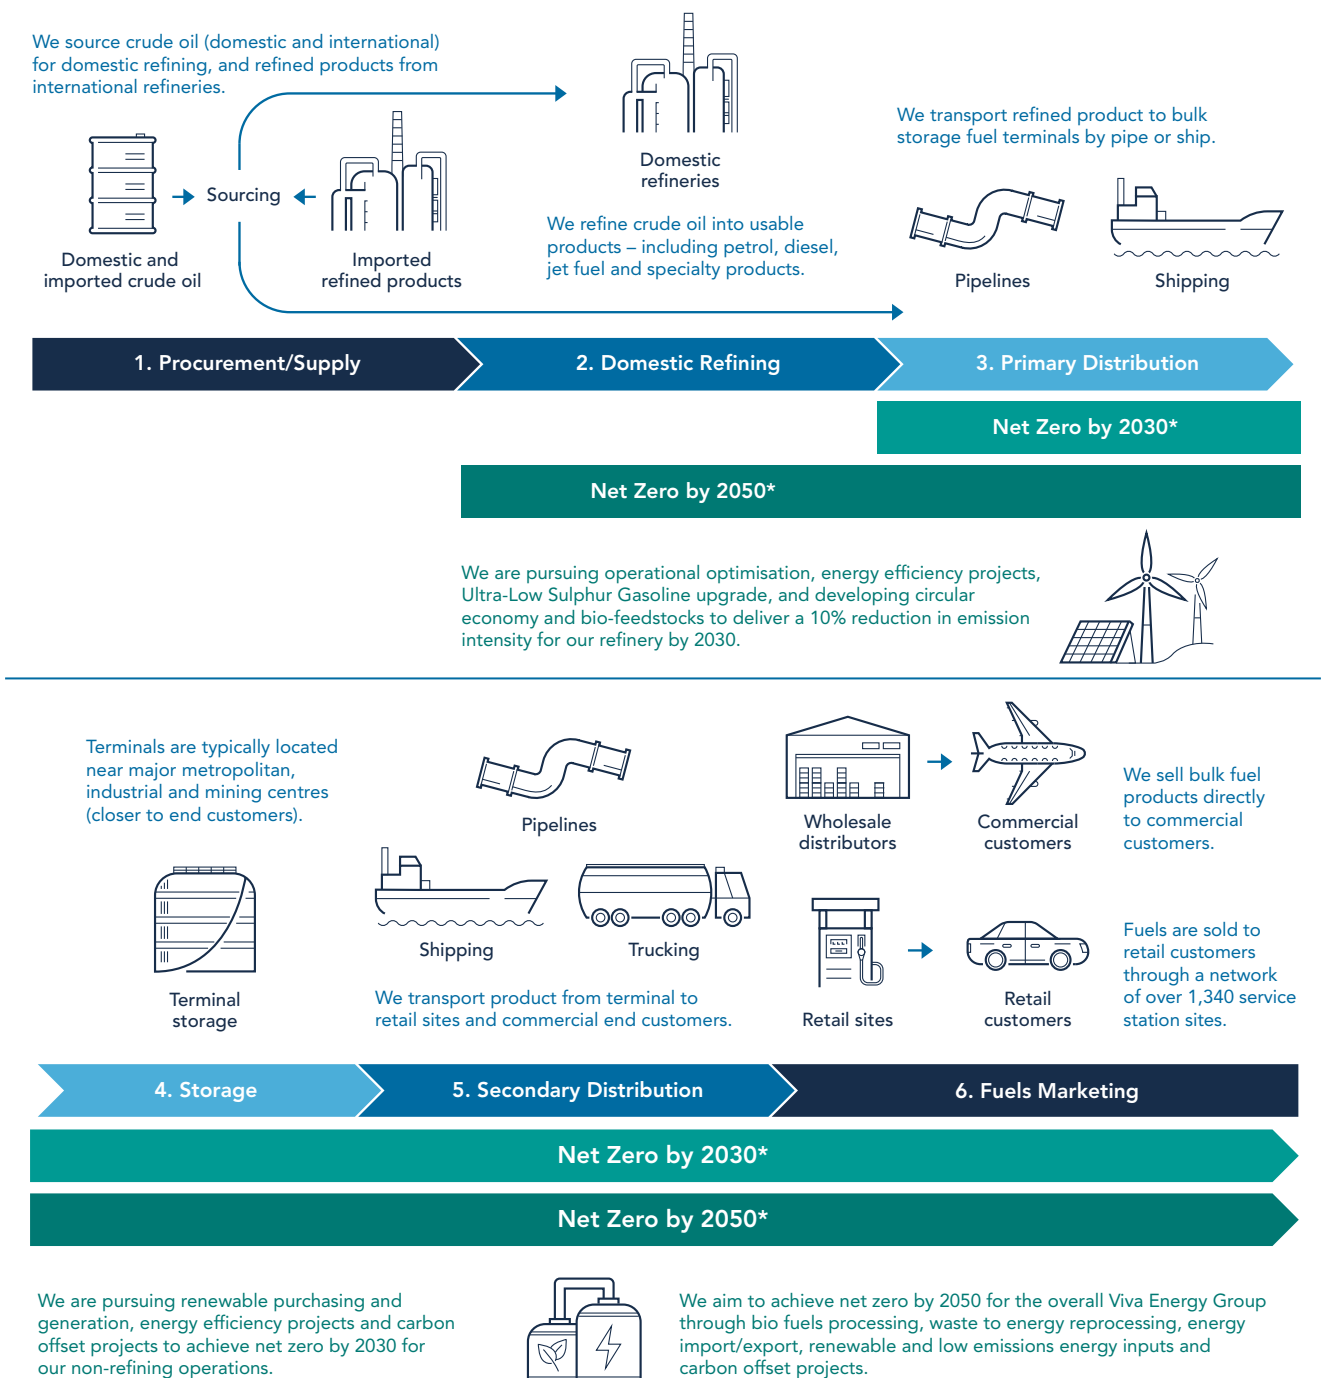 We source crude oil (domestic and international)
for domestic refining, and refined products from
international refineries.
Sourcing
Domestic and
imported crude oil
Imported
refined products
Domestic
refineries
We refine crude oil into usable
products – including petrol, diesel,
jet fuel and specialty products.
We transport refined product to bulk
storage fuel terminals by pipe or ship.
Pipelines
Shipping
1. Procurement/Supply
2. Domestic Refining
3. Primary Distribution
Net Zero by 2030*
Net Zero by 2050*
We are pursuing operational optimisation, energy efficiency projects,
Ultra-Low Sulphur Gasoline upgrade, and developing circular
economy and bio-feedstocks to deliver a 10% reduction in emission
intensity for our refinery by 2030.
Terminals are typically located
near major metropolitan,
industrial and mining centres
(closer to end customers).
Terminal
storage
Pipelines
Shipping
Trucking
We transport product from terminal to
retail sites and commercial end customers.
Wholesale
distributors
Commercial
customers
We sell bulk fuel
products directly
to commercial
customers.
Retail sites
Retail
customers
Fuels are sold to
retail customers
through a network
of over 1,340 service
station sites.
4. Storage
5. Secondary Distribution
6. Fuels Marketing
Net Zero by 2030*
Net Zero by 2050*
We are pursuing renewable purchasing and
generation, energy efficiency projects and carbon
offset projects to achieve net zero by 2030 for
our non-refining operations.
We aim to achieve net zero by 2050 for the overall Viva Energy Group
through bio fuels processing, waste to energy reprocessing, energy
import/export, renewable and low emissions energy inputs and
carbon offset projects.